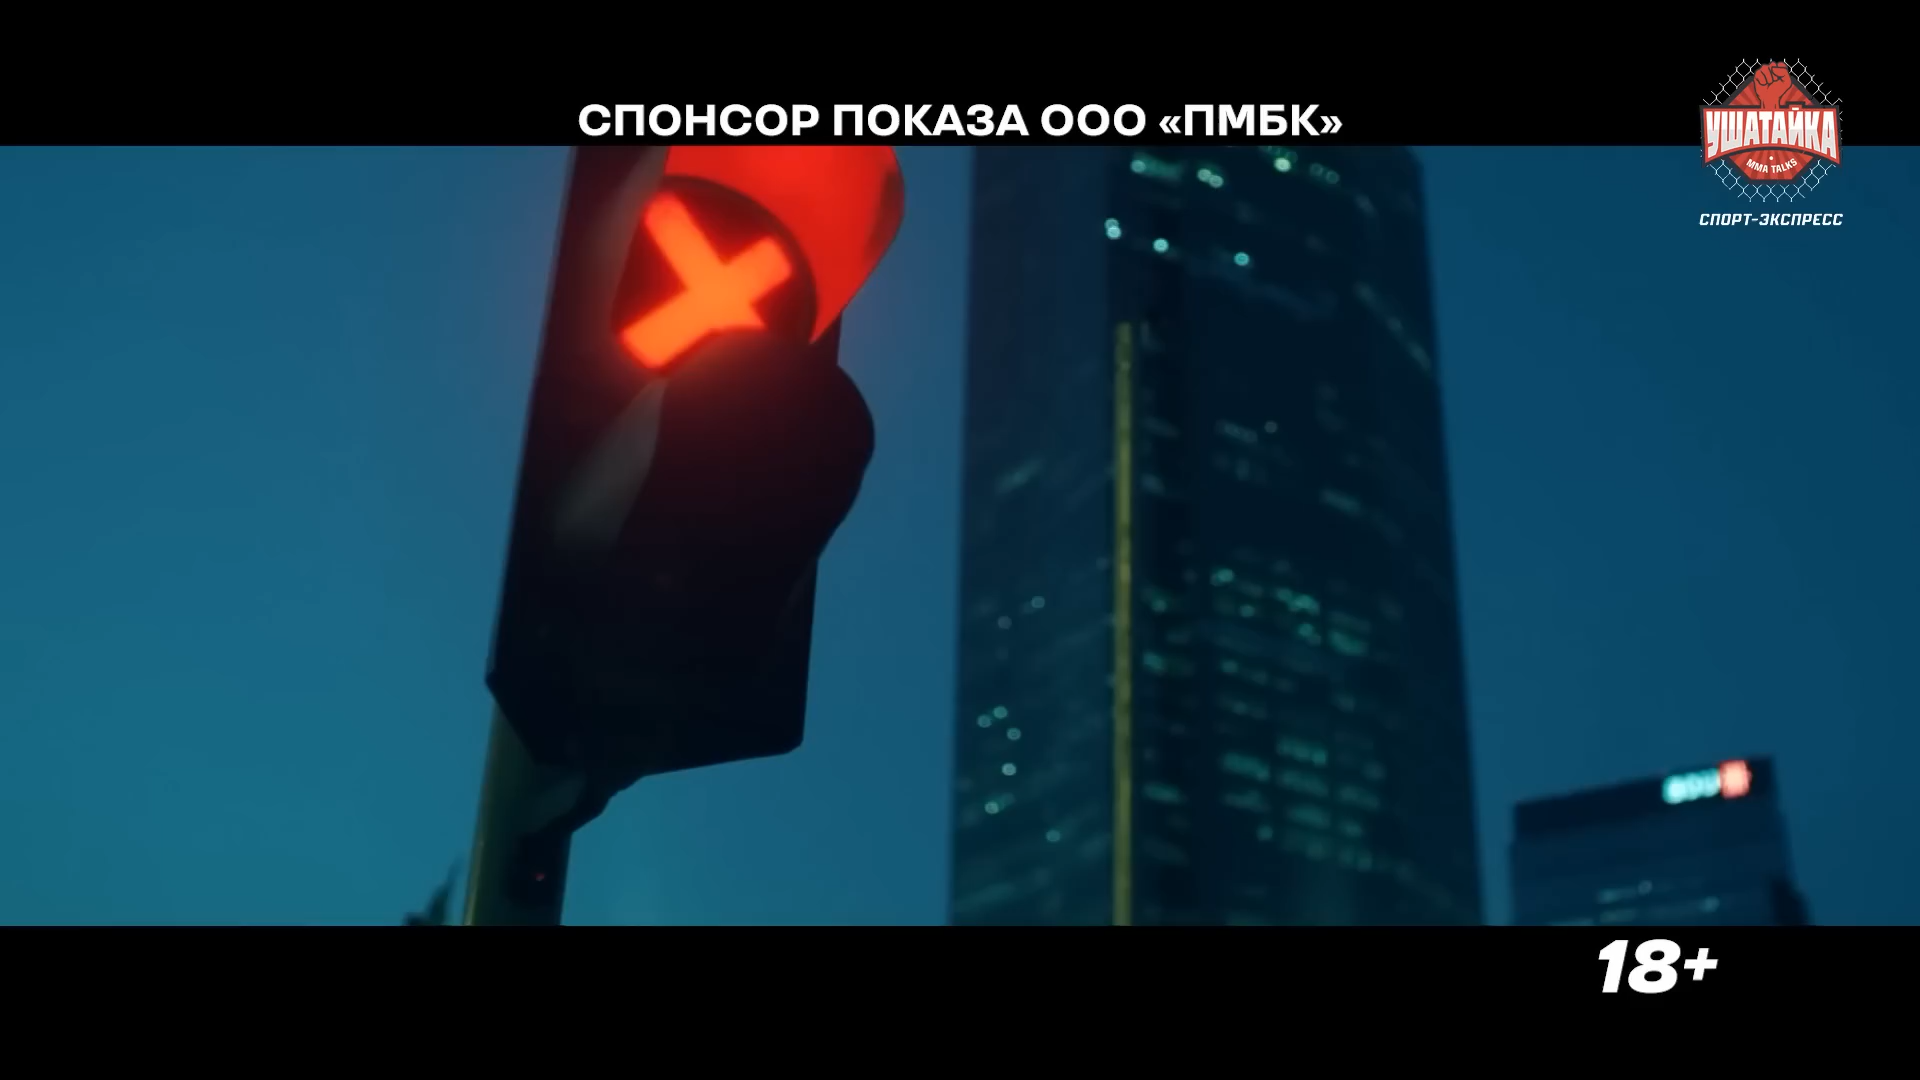 СПОНСОР ПОКАЗА ООО «ПМБК»
УШАТАЙКА
MMA TALKS
СПОРТ-ЭКСПРЕСС
18+